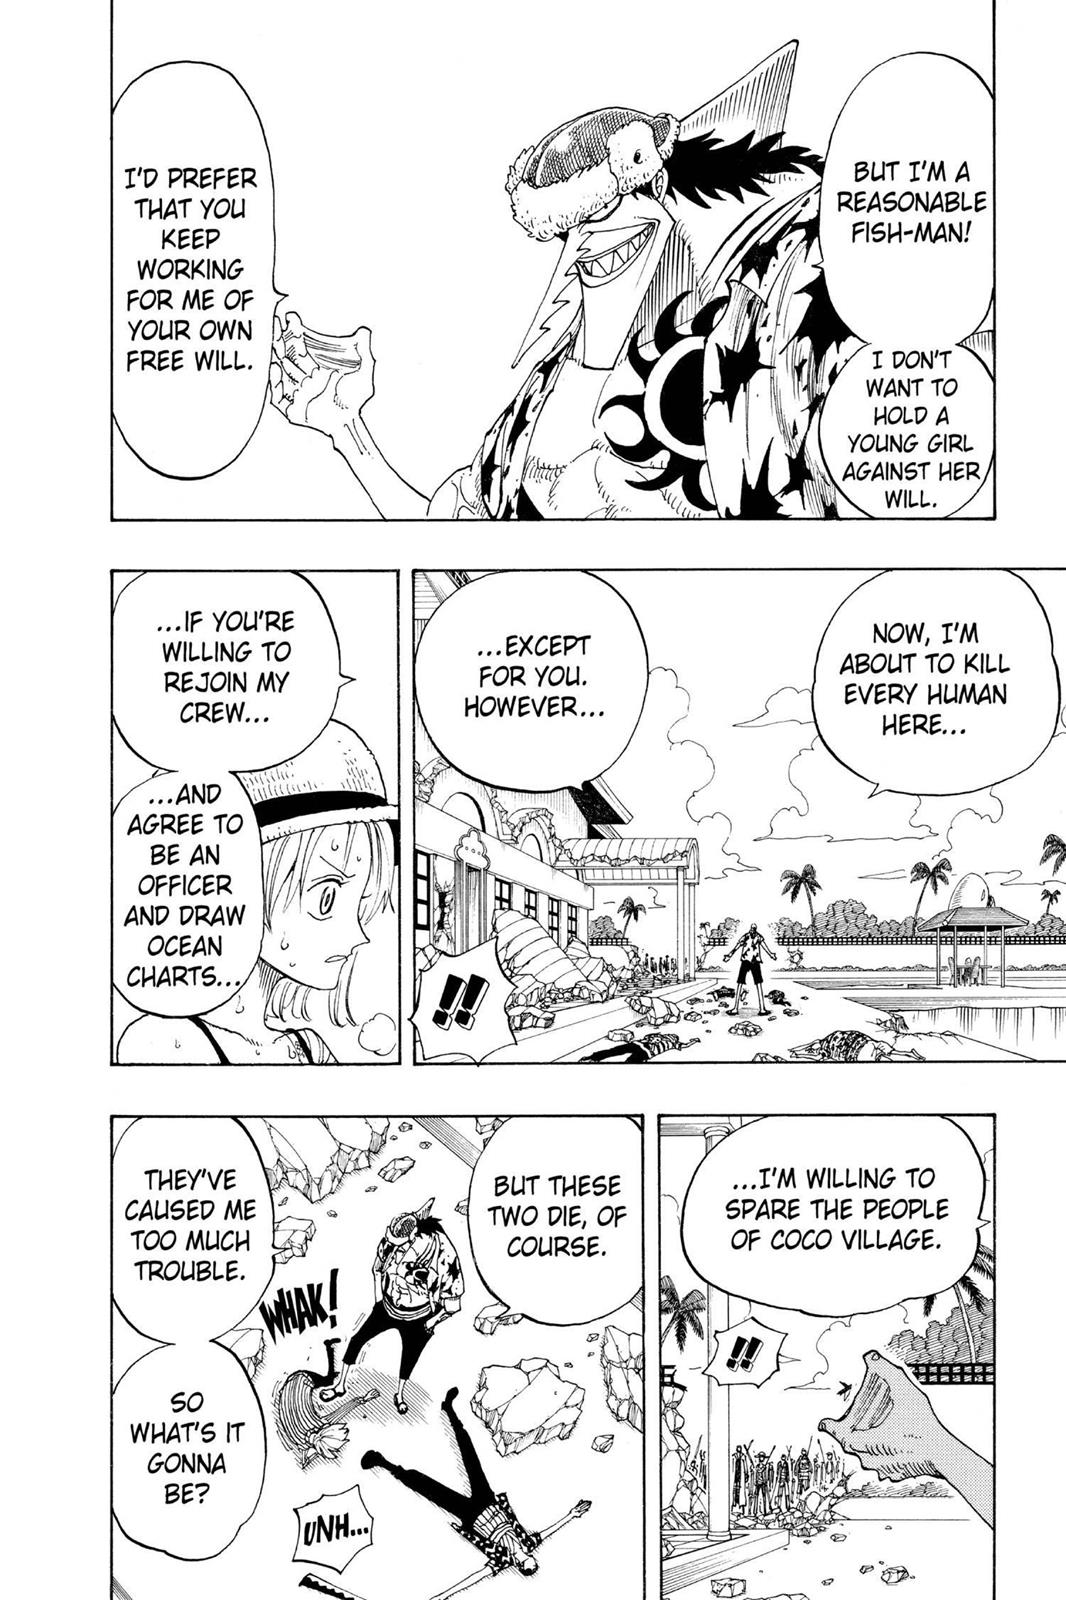 BUT I'M A
REASONABLE
FISH-MAN!
I DON'T
WANT TO
HOLD A
YOUNG GIRL
AGAINST HER
WILL.
I'D PREFER
THAT YOU
KEEP
WORKING
FOR ME OF
YOUR OWN
FREE WILL.
NOW, I'M
ABOUT TO KILL
EVERY HUMAN
HERE...
...EXCEPT
FOR YOU.
HOWEVER...
!!
...IF YOU'RE
WILLING TO
REJOIN MY
CREW...
...AND
AGREE TO
BE AN
OFFICER
AND DRAW
OCEAN
CHARTS...
...I'M WILLING TO
SPARE THE PEOPLE
OF COCO VILLAGE.
!!
BUT THESE
TWO DIE, OF
COURSE.
THEY'VE
CAUSED ME
TOO MUCH
TROUBLE.
WHAK!
SO
WHAT'S IT
GONNA
BE?
UNH...